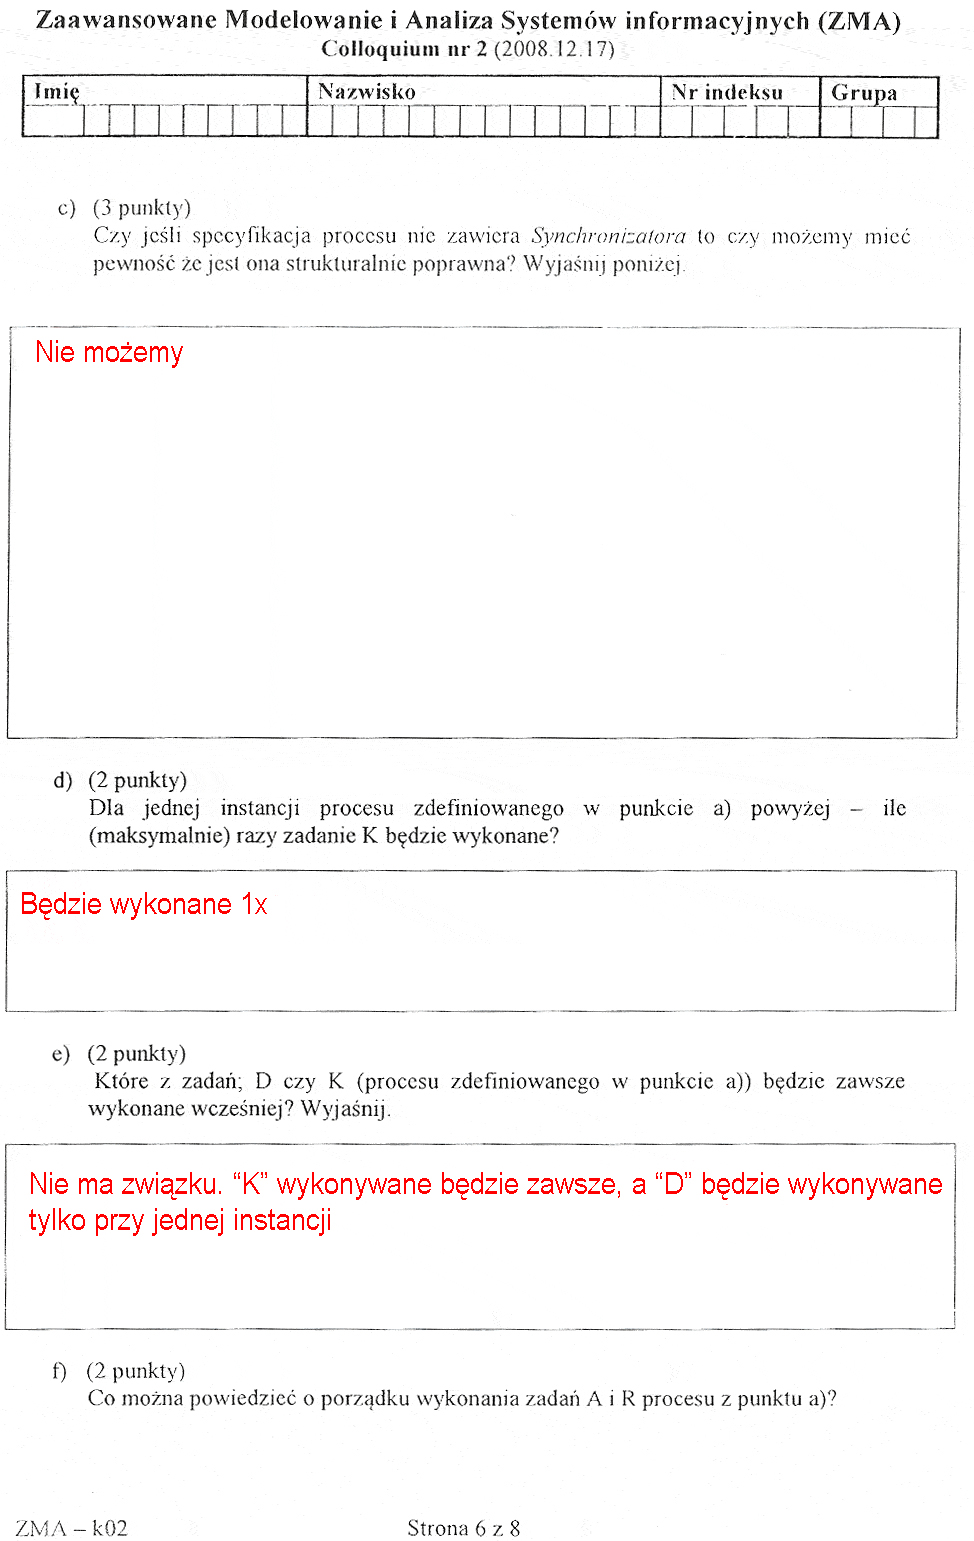 Zaawansowane Modelowanie i Analiza Systemów informacyjnych (ZMA)
Colloquium nr 2 (2008.12.17)
Imię Nazwisko Nr indeksu Grupa
c) (3 punkty)
Czy jeśli specyfikacja procesu nie zawiera Synchronizatora to czy możemy mieć
pewność że jest ona strukturalnie poprawna? Wyjaśnij poniżej.
Nie możemy
d) (2 punkty)
Dla jednej instancji procesu zdefiniowanego w punkcie a) powyżej – ile
(maksymalnie) razy zadanie K będzie wykonane?
Będzie wykonane 1x
e) (2 punkty)
Które z zadań; D czy K (procesu zdefiniowanego w punkcie a)) będzie zawsze
wykonane wcześniej? Wyjaśnij.
Nie ma związku. “K” wykonywane będzie zawsze, a “D” będzie wykonywane
tylko przy jednej instancji
f) (2 punkty)
Co można powiedzieć o porządku wykonania zadań A i R procesu z punktu a)?
ZMA – k02 Strona 6 z 8